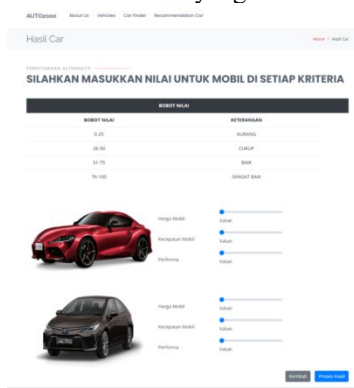 AUTOzoos About Us Vehicles Car Finder Recommendation Car
Hasil Car
Home / Hasil Car
PERHITUNGAN ALTERNATIF
SILAHKAN MASUKKAN NILAI UNTUK MOBIL DI SETIAP KRITERIA
BOBOT NILAI
BOBOT NILAI KETERANGAN
0-25 KURANG
26-50 CUKUP
51-75 BAIK
76-100 SANGAT BAIK
Harga Mobil
Value:
Kecepatan Mobil
Value:
Performa
Value:
Harga Mobil
Value:
Kecepatan Mobil
Value:
Performa
Value:
Kembali Proses Hasil